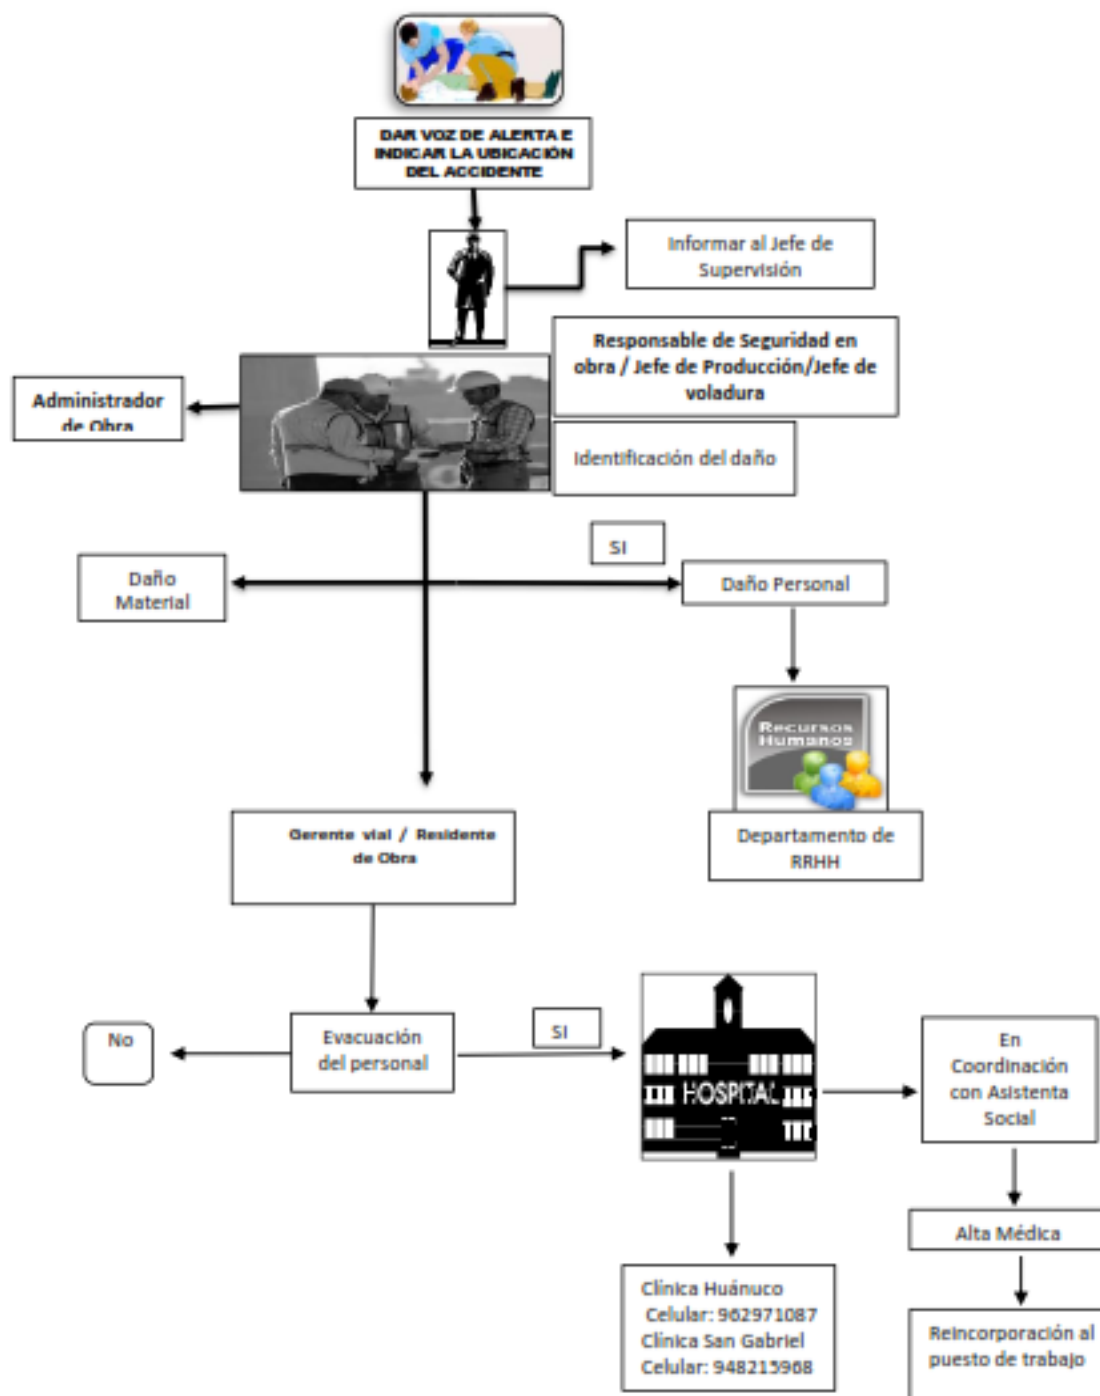 DAR VOZ DE ALERTA E
INDICAR LA UBICACIÓN
DEL ACCIDENTE
Informar al Jefe de
Supervisión
Responsable de Seguridad en
obra / Jefe de Producción/Jefe de
voladura
Administrador
de Obra
Identificación del daño
SI
Daño
Material
Daño Personal
Recursos
Humanos
Departamento de
RRHH
Gerente vial / Residente
de Obra
No
Evacuación
del personal
SI
HOSPITAL
En
Coordinación
con Asistenta
Social
Alta Médica
Clínica Huánuco
Celular: 962971087
Clínica San Gabriel
Celular: 948215968
Reincorporación al
puesto de trabajo